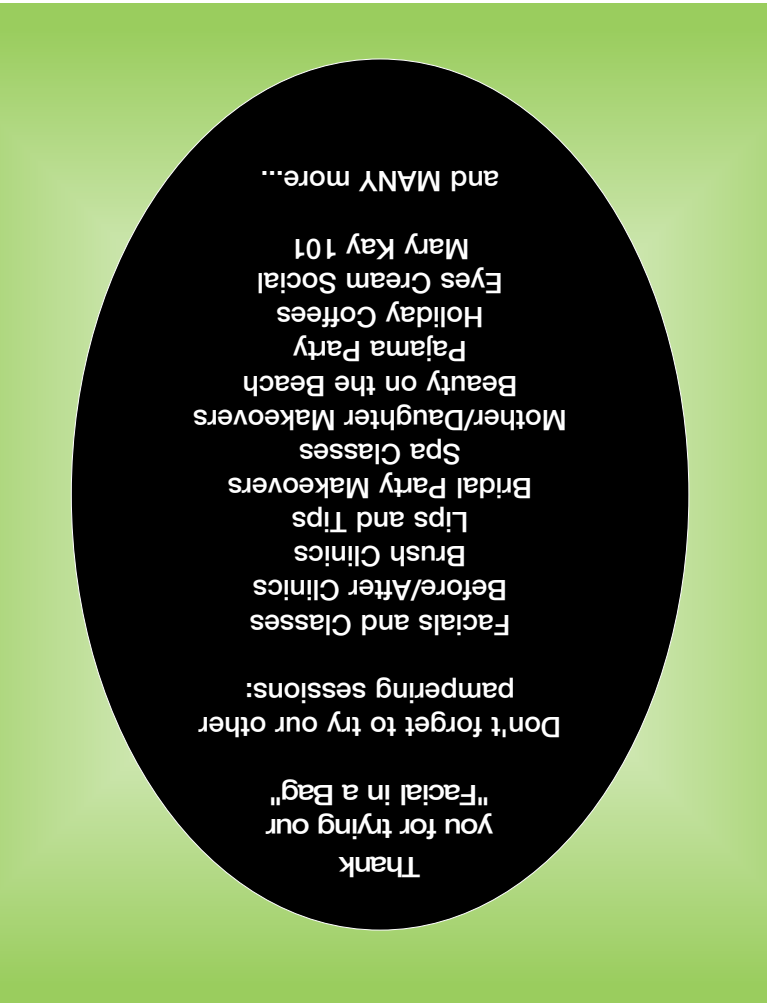 Thank
you for trying our
"Facial in a Bag"
Don't forget to try our other
pampering sessions:
Facials and Classes
Before/After Clinics
Brush Clinics
Lips and Tips
Bridal Party Makeovers
Spa Classes
Mother/Daughter Makeovers
Beauty on the Beach
Pajama Party
Holiday Coffees
Eyes Cream Social
Mary Kay 101
and MANY more...